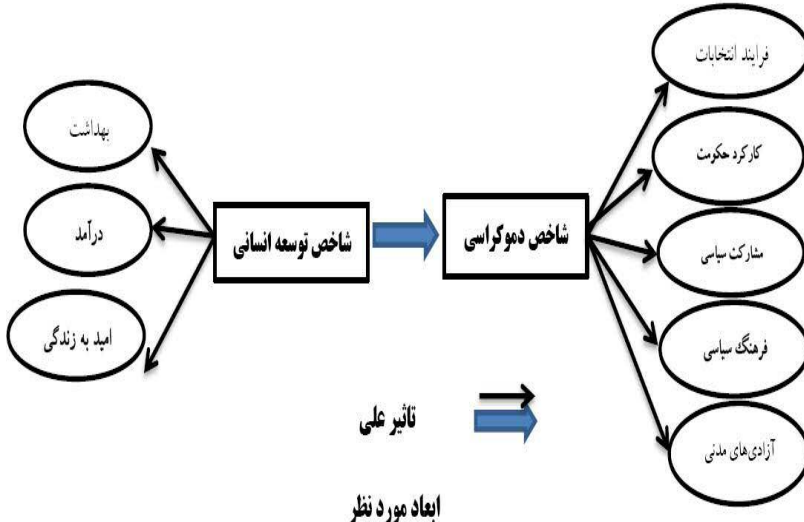 فرایند انتخابات
کارکرد حکومت
مشارکت سیاسی
فرهنگ سیاسی
آزادی‌های مدنی
شاخص دموکراسی
شاخص توسعه انسانی
بهداشت
درآمد
امید به زندگی
تاثیر علی
ابعاد مورد نظر